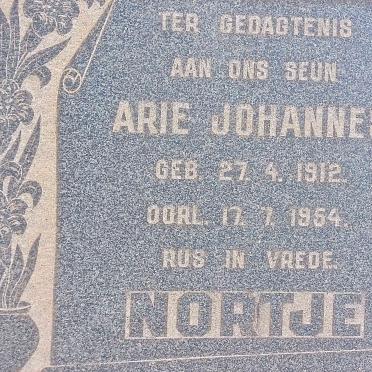 TER GEDAGTENIS
AAN ONS SEUN
ARIE JOHANNES
GEB. 27. 4. 1912.
OORL. 17. 7. 1954.
RUS IN VREDE.
NORTJE